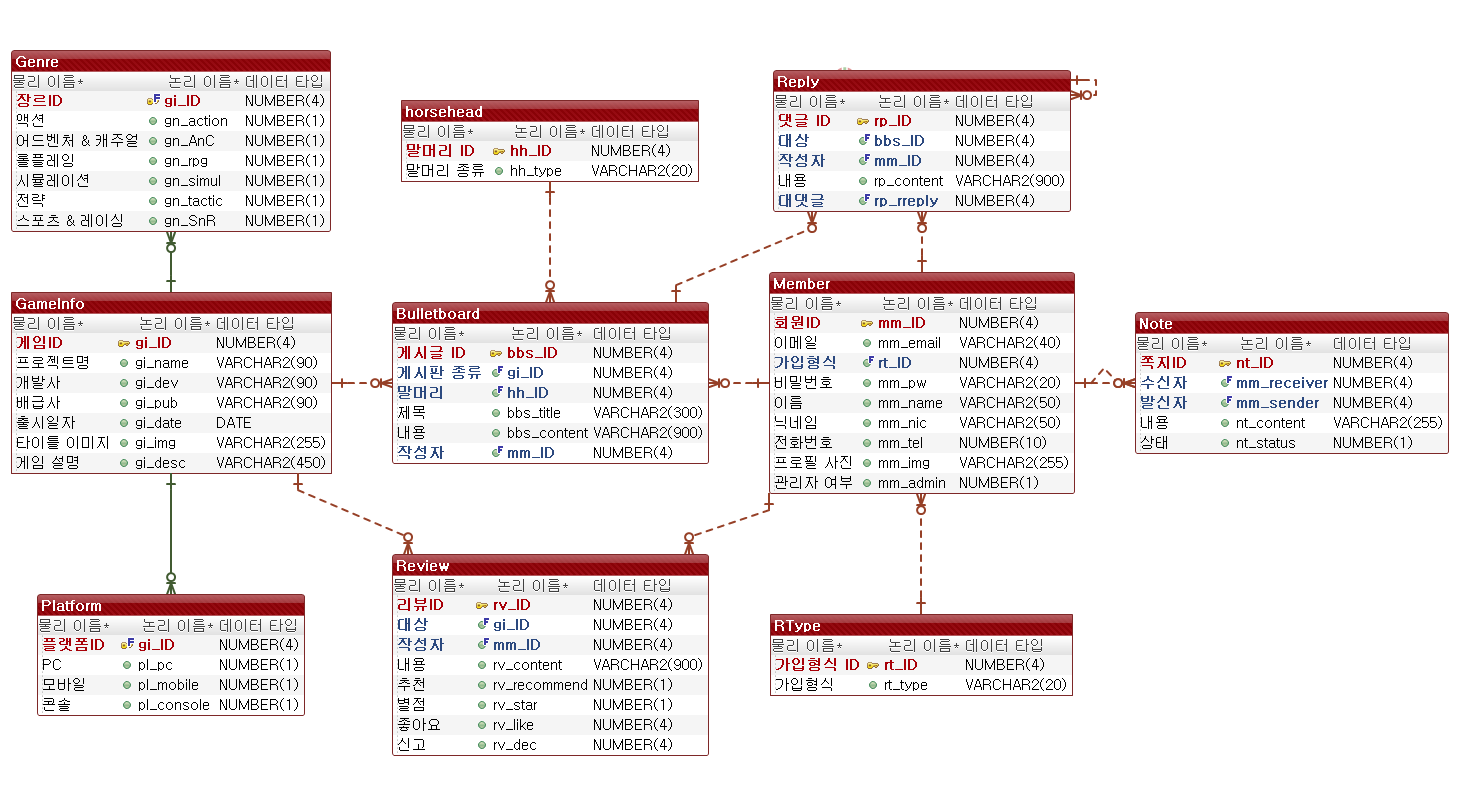 Genre
물리 이름* 논리 이름* 데이터 타입
장르ID gi_ID NUMBER(4)
액션 gn_action NUMBER(1)
어드벤처 & 캐주얼 gn_AnC NUMBER(1)
롤플레잉 gn_rpg NUMBER(1)
시뮬레이션 gn_simul NUMBER(1)
전략 gn_tactic NUMBER(1)
스포츠 & 레이싱 gn_SnR NUMBER(1)
horsehead
물리 이름* 논리 이름* 데이터 타입
말머리 ID hh_ID NUMBER(4)
말머리 종류 hh_type VARCHAR2(20)
Reply
물리 이름* 논리 이름* 데이터 타입
댓글 ID rp_ID NUMBER(4)
대상 bbs_ID NUMBER(4)
작성자 mm_ID NUMBER(4)
내용 rp_content VARCHAR2(900)
대댓글 rp_rreply NUMBER(4)
GameInfo
물리 이름* 논리 이름* 데이터 타입
게임ID gi_ID NUMBER(4)
프로젝트명 gi_name VARCHAR2(90)
개발사 gi_dev VARCHAR2(90)
배급사 gi_pub VARCHAR2(90)
출시일자 gi_date DATE
타이틀 이미지 gi_img VARCHAR2(255)
게임 설명 gi_desc VARCHAR2(450)
Bulletboard
물리 이름* 논리 이름* 데이터 타입
게시글 ID bbs_ID NUMBER(4)
게시판 종류 gi_ID NUMBER(4)
말머리 hh_ID NUMBER(4)
제목 bbs_title VARCHAR2(300)
내용 bbs_content VARCHAR2(900)
작성자 mm_ID NUMBER(4)
Member
물리 이름* 논리 이름* 데이터 타입
회원ID mm_ID NUMBER(4)
이메일 mm_email VARCHAR2(40)
가입형식 rt_ID NUMBER(4)
비밀번호 mm_pw VARCHAR2(20)
이름 mm_name VARCHAR2(50)
닉네임 mm_nic VARCHAR2(50)
전화번호 mm_tel NUMBER(10)
프로필 사진 mm_img VARCHAR2(255)
관리자 여부 mm_admin NUMBER(1)
Note
물리 이름* 논리 이름* 데이터 타입
쪽지ID nt_ID NUMBER(4)
수신자 mm_receiver NUMBER(4)
발신자 mm_sender NUMBER(4)
내용 nt_content VARCHAR2(255)
상태 nt_status NUMBER(1)
Platform
물리 이름* 논리 이름* 데이터 타입
플랫폼ID gi_ID NUMBER(4)
PC pl_pc NUMBER(1)
모바일 pl_mobile NUMBER(1)
콘솔 pl_console NUMBER(1)
Review
물리 이름* 논리 이름* 데이터 타입
리뷰ID rv_ID NUMBER(4)
대상 gi_ID NUMBER(4)
작성자 mm_ID NUMBER(4)
내용 rv_content VARCHAR2(900)
추천 rv_recommend NUMBER(1)
별점 rv_star NUMBER(1)
좋아요 rv_like NUMBER(4)
신고 rv_dec NUMBER(4)
RType
물리 이름* 논리 이름* 데이터 타입
가입형식 ID rt_ID NUMBER(4)
가입형식 rt_type VARCHAR2(20)